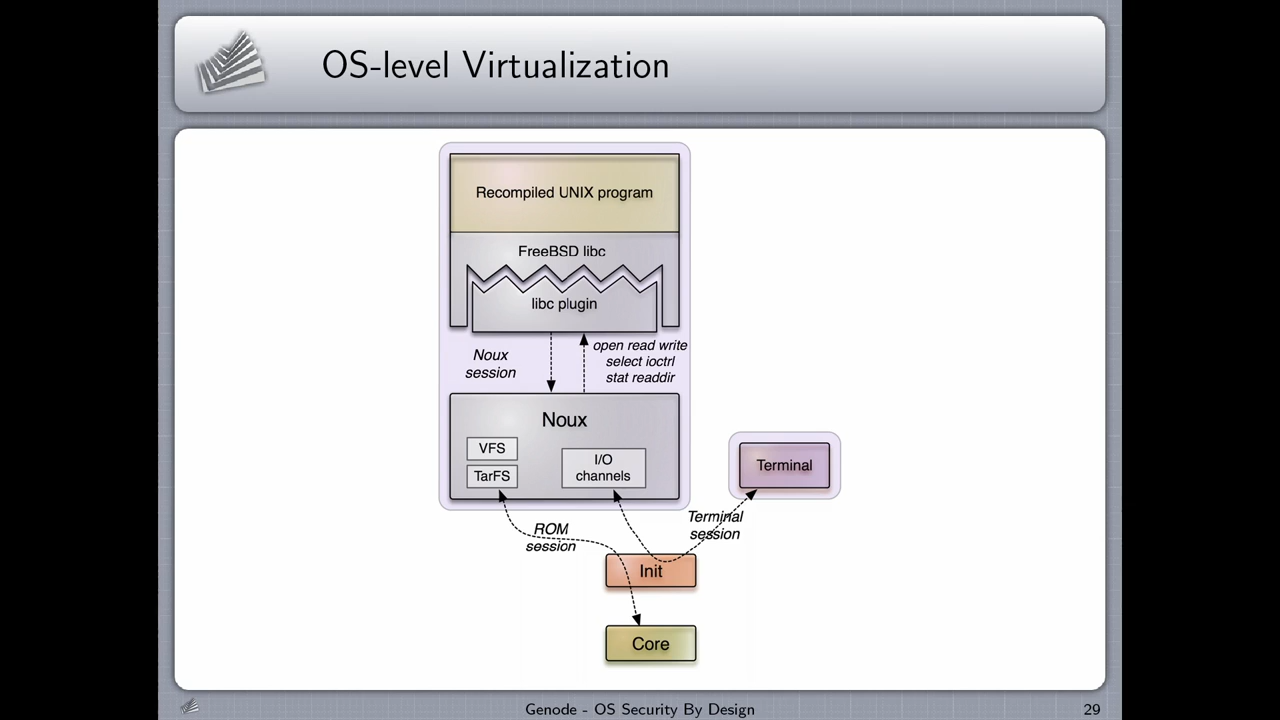 OS-level Virtualization
Recompiled UNIX program
FreeBSD libc
libc plugin
Noux
session
open read write
select ioctrl
stat readdir
Noux
VFS
TarFS
I/O
channels
Terminal
ROM
session
Terminal
session
Init
Core
Genode - OS Security By Design
29